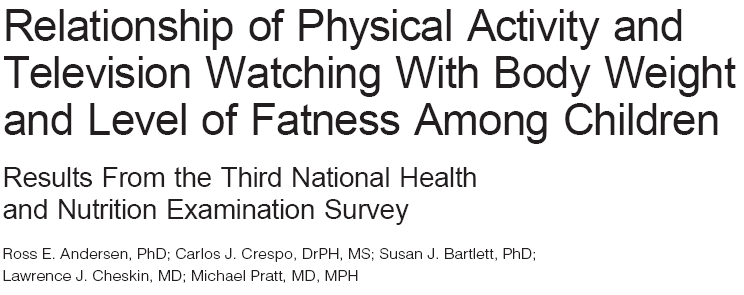 Relationship of Physical Activity and
Television Watching With Body Weight
and Level of Fatness Among Children
Results From the Third National Health
and Nutrition Examination Survey
Ross E. Andersen, PhD; Carlos J. Crespo, DrPH, MS; Susan J. Bartlett, PhD;
Lawrence J. Cheskin, MD; Michael Pratt, MD, MPH